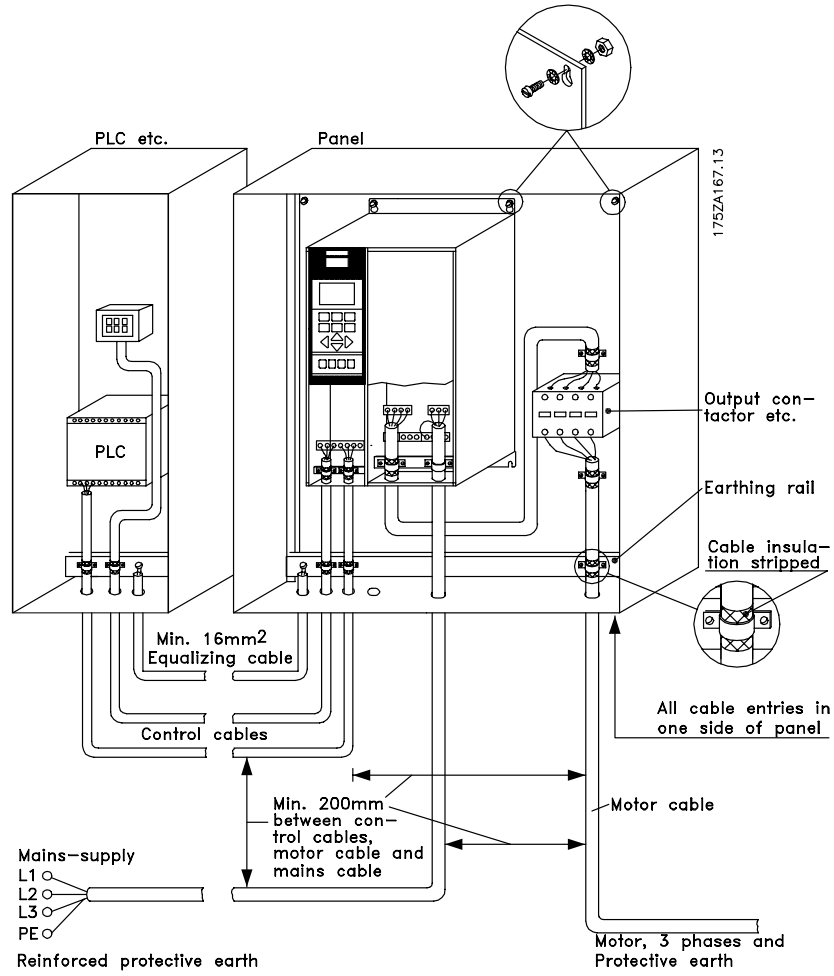 PLC etc.
Panel
175ZA167.13
PLC
Output con-
tactor etc.
Earthing rail
Cable insula-
tion stripped
Min. 16mm2
Equalizing cable
All cable entries in
one side of panel
Control cables
Min. 200mm
between con-
trol cables,
motor cable and
mains cable
Motor cable
Mains-supply
L1
L2
L3
PE
Reinforced protective earth
Motor, 3 phases and
Protective earth